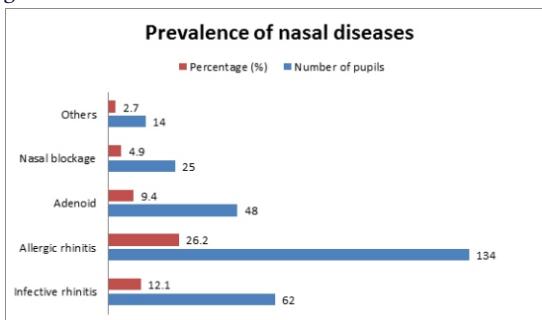 Prevalence of nasal diseases
Percentage (%) Number of pupils
Others 2.7
14
Nasal blockage 4.9
25
Adenoid 9.4
48
Allergic rhinitis 26.2
134
Infective rhinitis 12.1
62